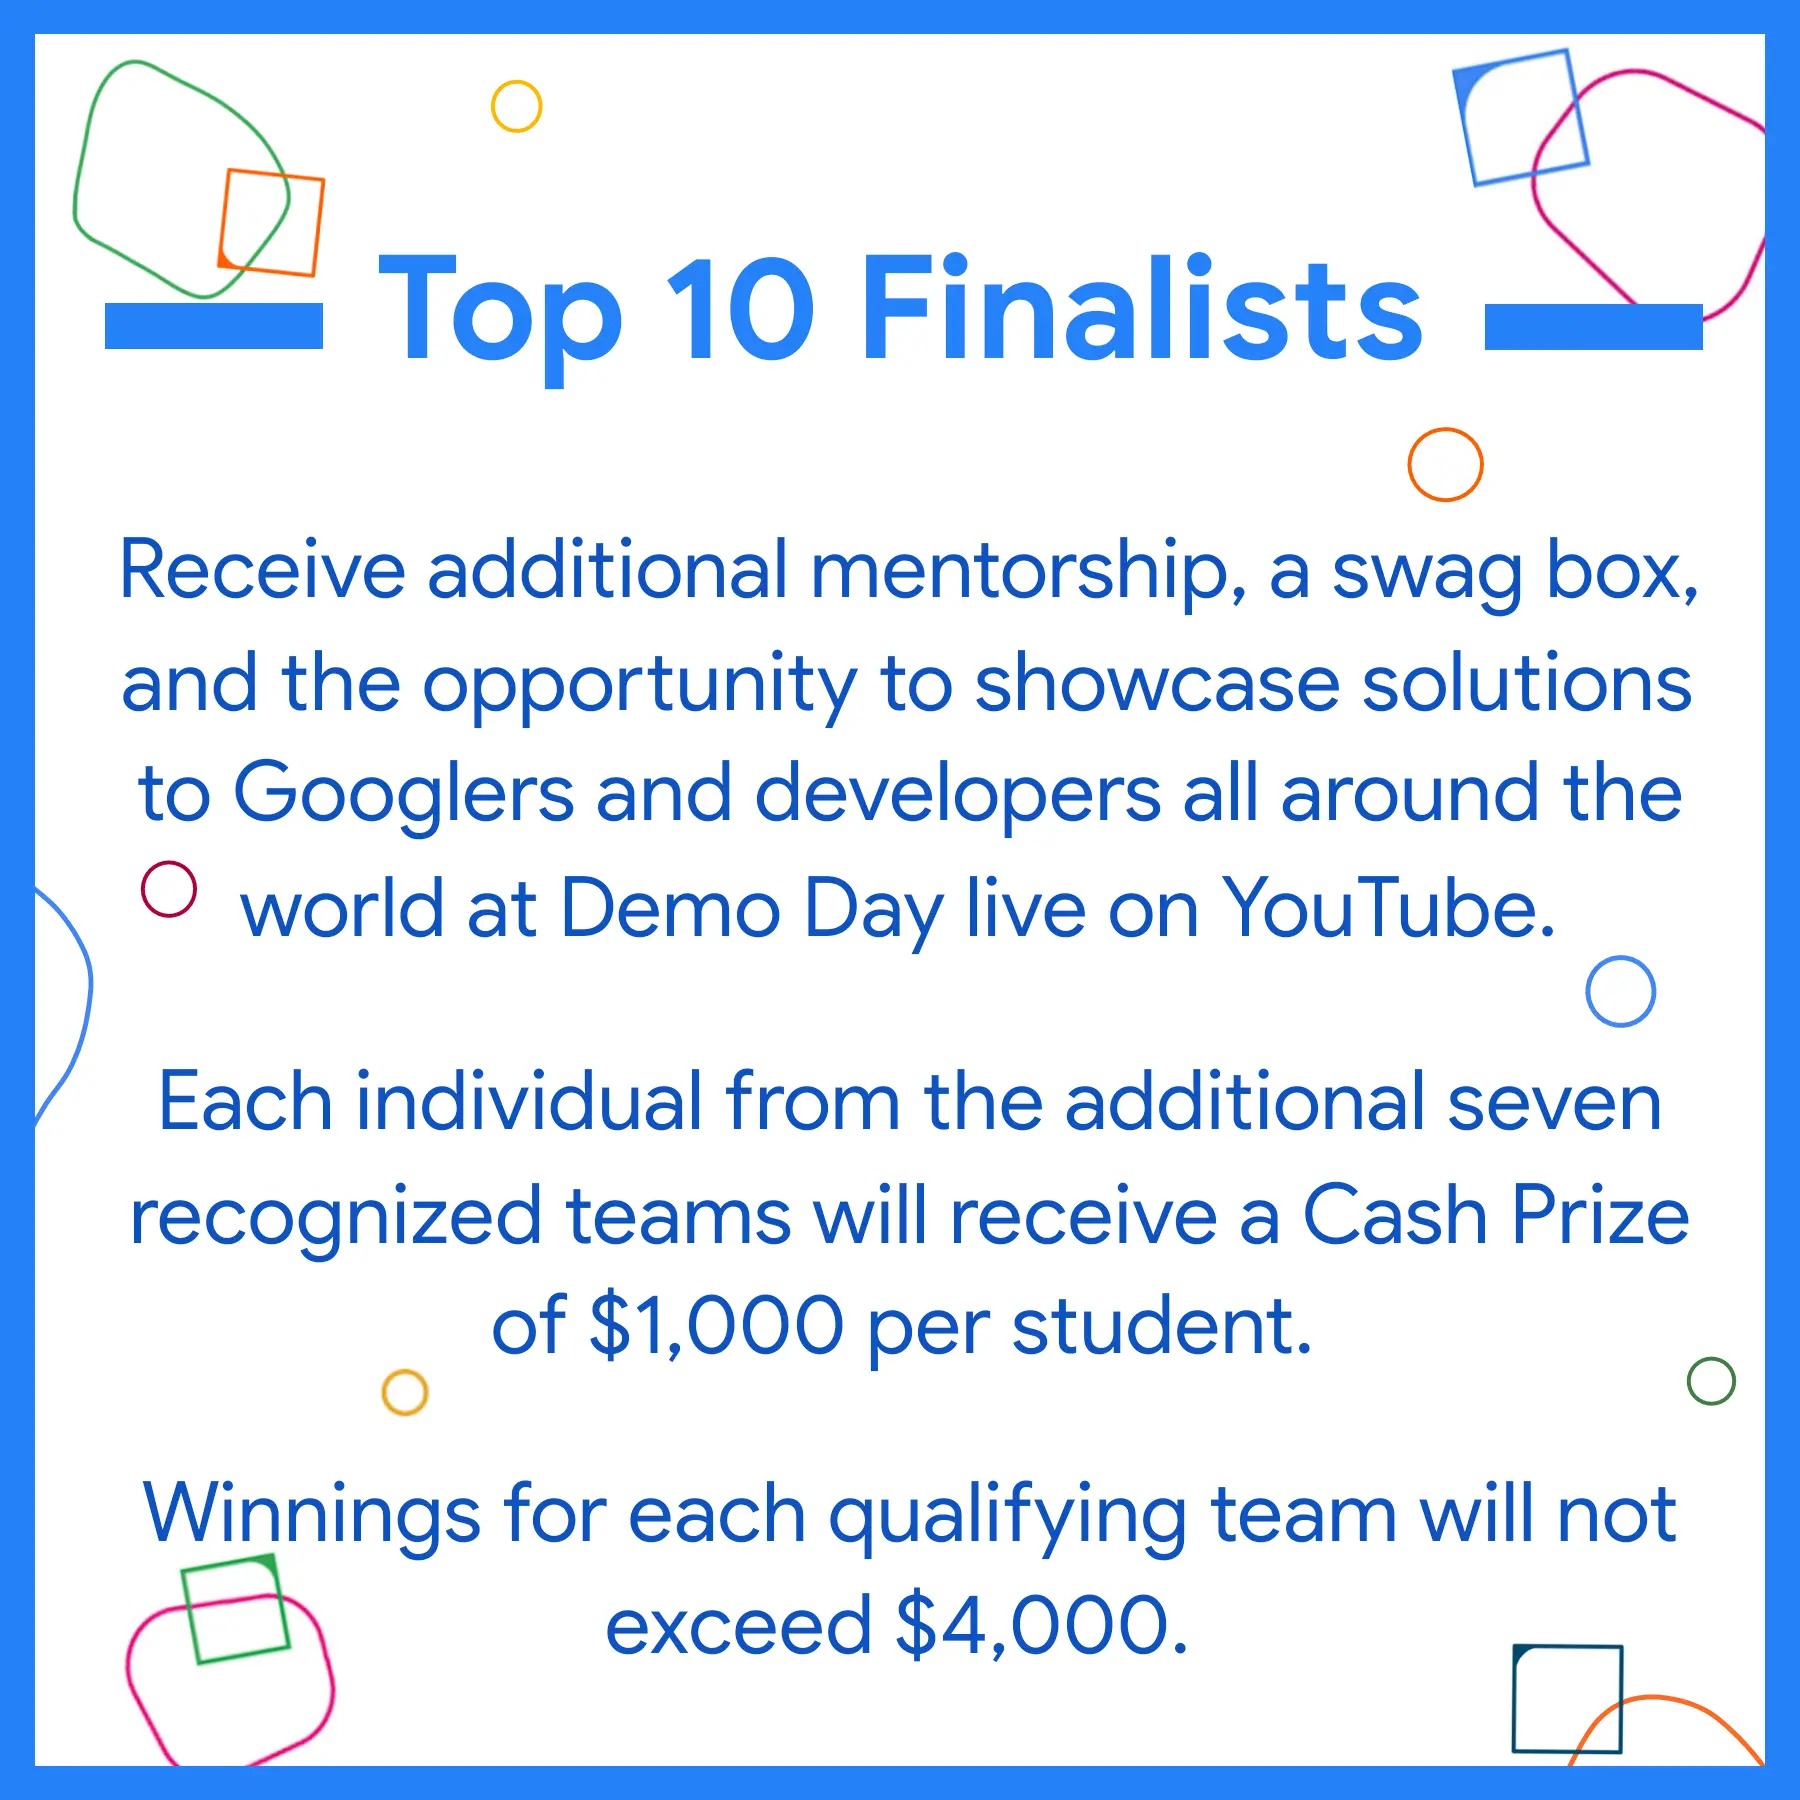 Top 10 Finalists
Receive additional mentorship, a swag box,
and the opportunity to showcase solutions
to Googlers and developers all around the
world at Demo Day live on YouTube.
Each individual from the additional seven
recognized teams will receive a Cash Prize
of $1,000 per student.
Winnings for each qualifying team will not
exceed $4,000.